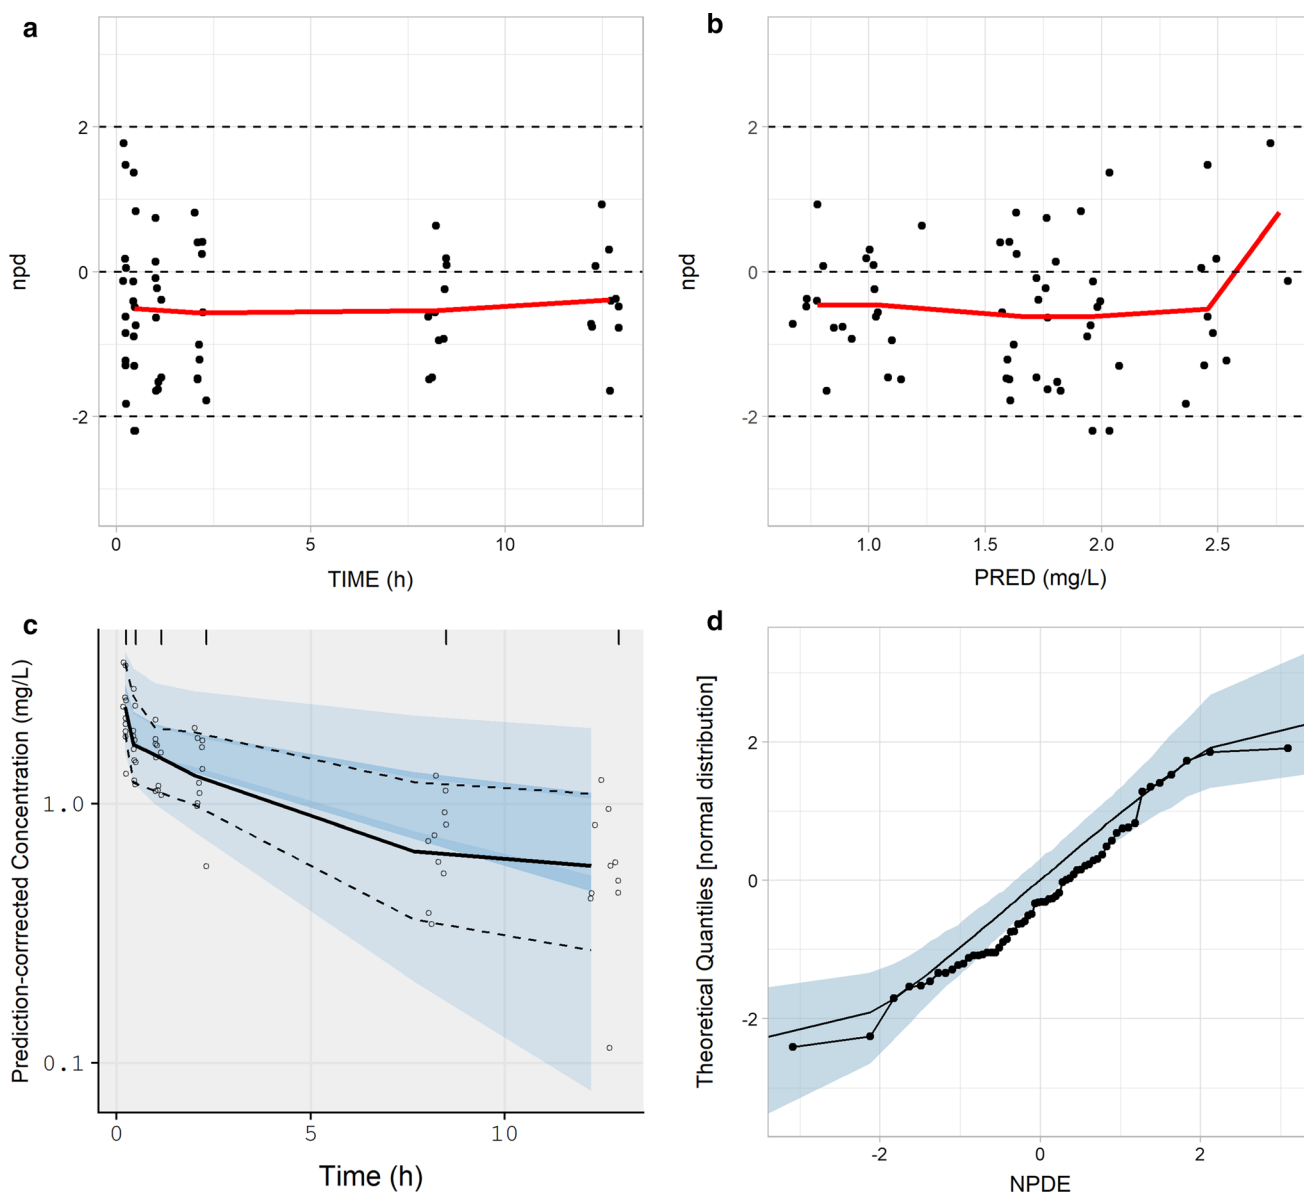 a
2
0
-2
npd
0 5 10
TIME (h)
b
2
0
-2
npd
1.0 1.5 2.0 2.5
PRED (mg/L)
c
1.0
0.1
Prediction-corrrected Concentration (mg/L)
0 5 10
Time (h)
d
2
0
-2
Theoretical Quantiles [normal distribution]
-2 0 2
NPDE